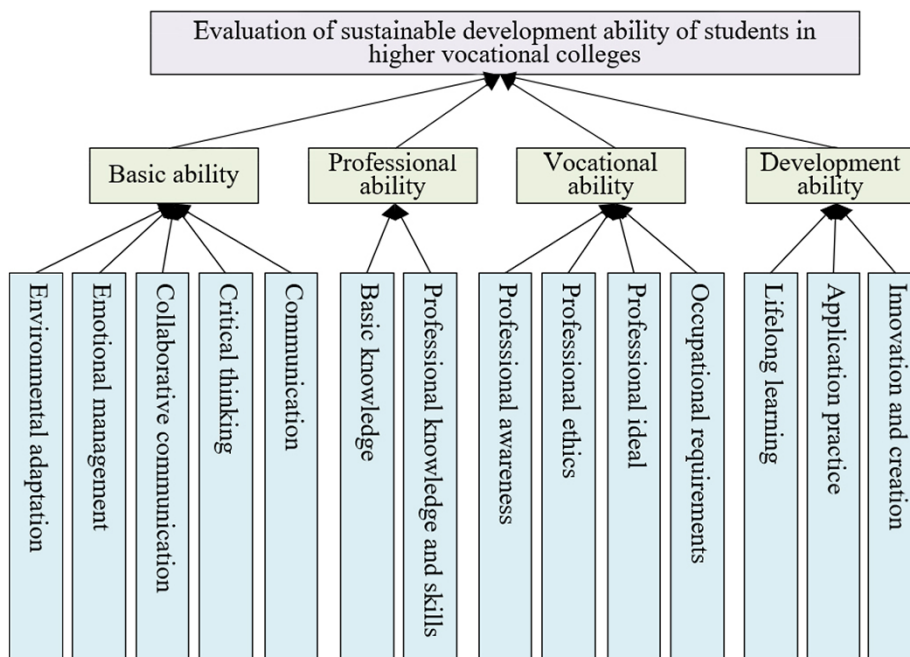 Evaluation of sustainable development ability of students in
higher vocational colleges
Basic ability
Professional
ability
Vocational
ability
Development
ability
Environmental adaptation
Emotional management
Collaborative communication
Critical thinking
Communication
Basic knowledge
Professional knowledge and skills
Professional awareness
Professional ethics
Professional ideal
Occupational requirements
Lifelong learning
Application practice
Innovation and creation